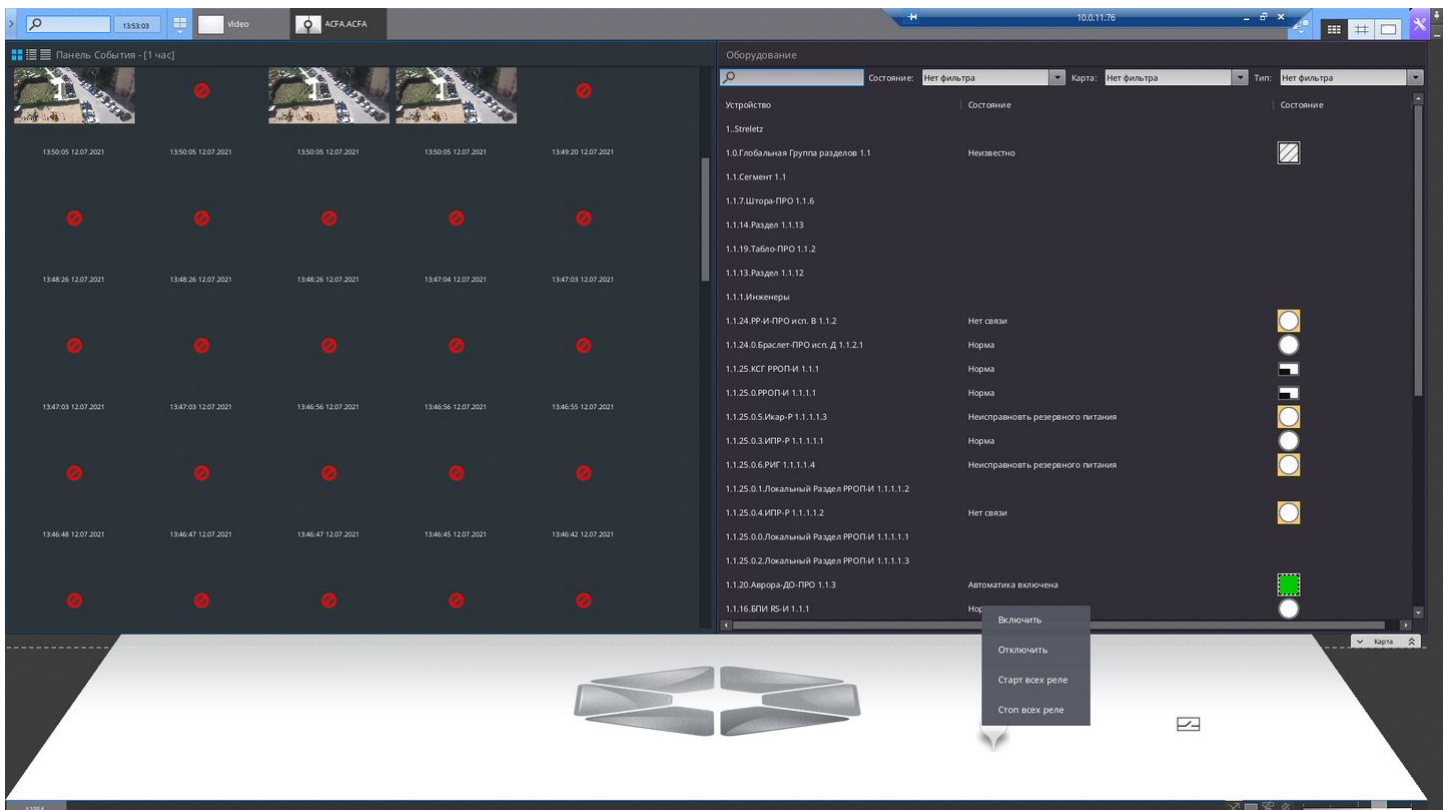 13:53:03
Video
ACFA.ACFA
10.0.11.76
Панель События - [1 час]
13:50:05 12.07.2021
13:50:05 12.07.2021
13:50:05 12.07.2021
13:50:05 12.07.2021
13:49:20 12.07.2021
13:48:26 12.07.2021
13:48:26 12.07.2021
13:48:26 12.07.2021
13:47:04 12.07.2021
13:47:03 12.07.2021
13:47:03 12.07.2021
13:47:03 12.07.2021
13:46:56 12.07.2021
13:46:56 12.07.2021
13:46:55 12.07.2021
13:46:48 12.07.2021
13:46:47 12.07.2021
13:46:47 12.07.2021
13:46:45 12.07.2021
13:46:42 12.07.2021
Оборудование
Состояние: Нет фильтра Карта: Нет фильтра Тип: Нет фильтра
Устройство Состояние Состояние
1..Streletz
1.0.Глобальная Группа разделов 1.1 Неизвестно
1.1.Сегмент 1.1
1.1.7.Штора-ПРО 1.1.6
1.1.14.Раздел 1.1.13
1.1.19.Табло-ПРО 1.1.2
1.1.13.Раздел 1.1.12
1.1.1.Инженеры
1.1.24.РР-И-ПРО исп. В 1.1.2 Нет связи
1.1.24.0.Браслет-ПРО исп. Д 1.1.2.1 Норма
1.1.25.КСГ РРОП-И 1.1.1 Норма
1.1.25.0.РРОП-И 1.1.1.1 Норма
1.1.25.0.5.Икар-Р 1.1.1.1.3 Неисправновть резервного питания
1.1.25.0.3.ИПР-Р 1.1.1.1.1 Норма
1.1.25.0.6.РИГ 1.1.1.1.4 Неисправновть резервного питания
1.1.25.0.1.Локальный Раздел РРОП-И 1.1.1.1.2
1.1.25.0.4.ИПР-Р 1.1.1.1.2 Нет связи
1.1.25.0.0.Локальный Раздел РРОП-И 1.1.1.1.1
1.1.25.0.2.Локальный Раздел РРОП-И 1.1.1.1.3
1.1.20.Аврора-ДО-ПРО 1.1.3 Автоматика включена
1.1.16.БПИ RS-И 1.1.1 Нор
Включить
Отключить
Старт всех реле
Стоп всех реле
Карта